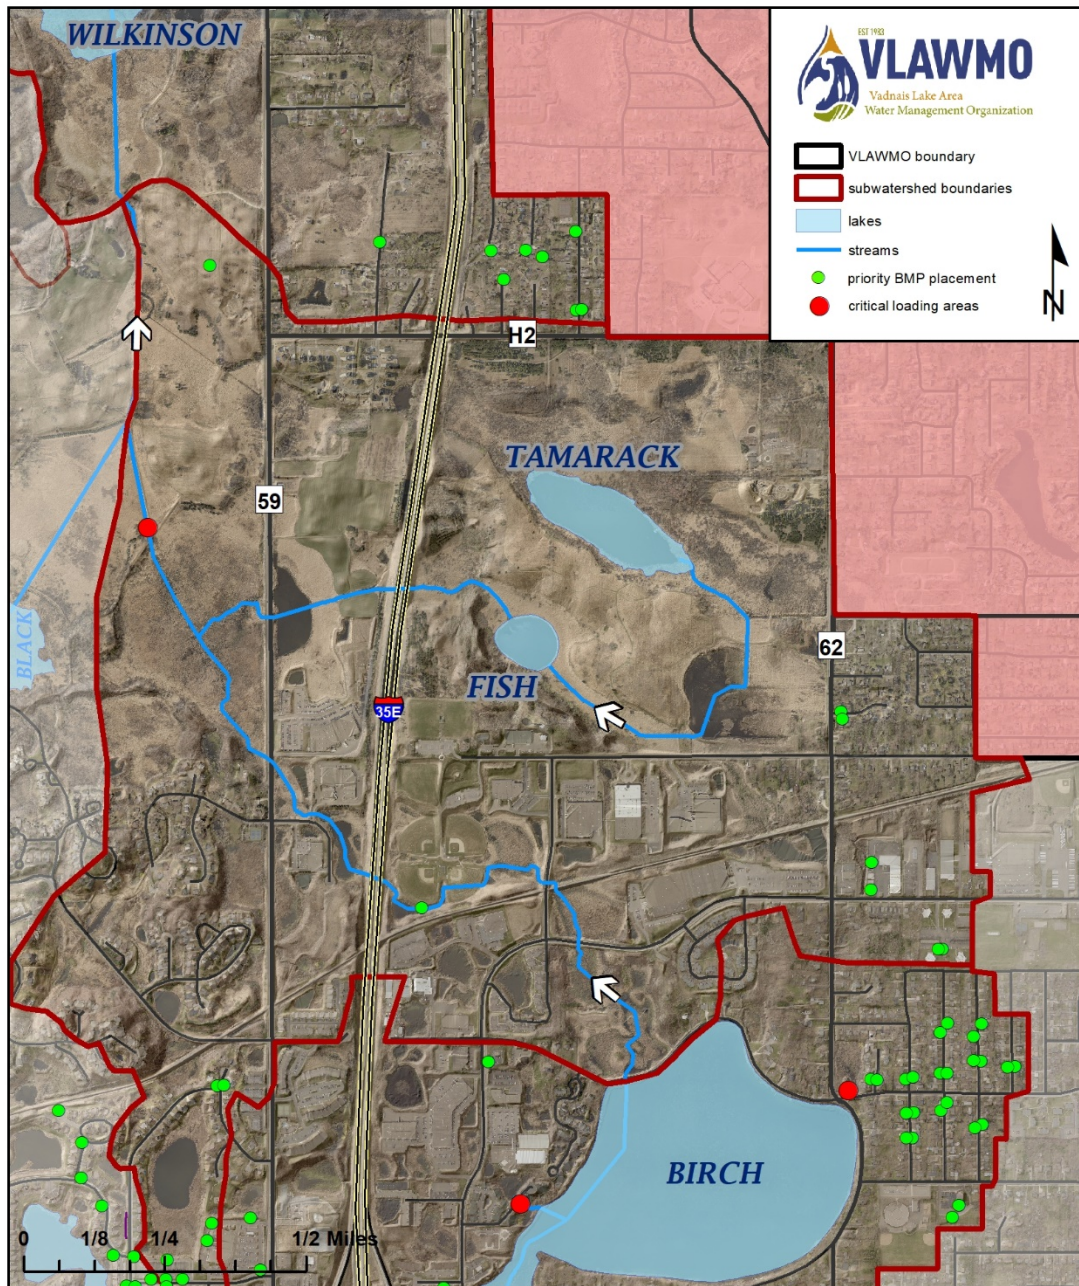 WILKINSON
EST 1983
VLAWMO
Vadnais Lake Area
Water Management Organization
VLAWMO boundary
subwatershed boundaries
lakes
streams
priority BMP placement
critical loading areas
N
H2
TAMARACK
59
BLACK
62
FISH
35E
BIRCH
0 1/8 1/4 1/2 Miles